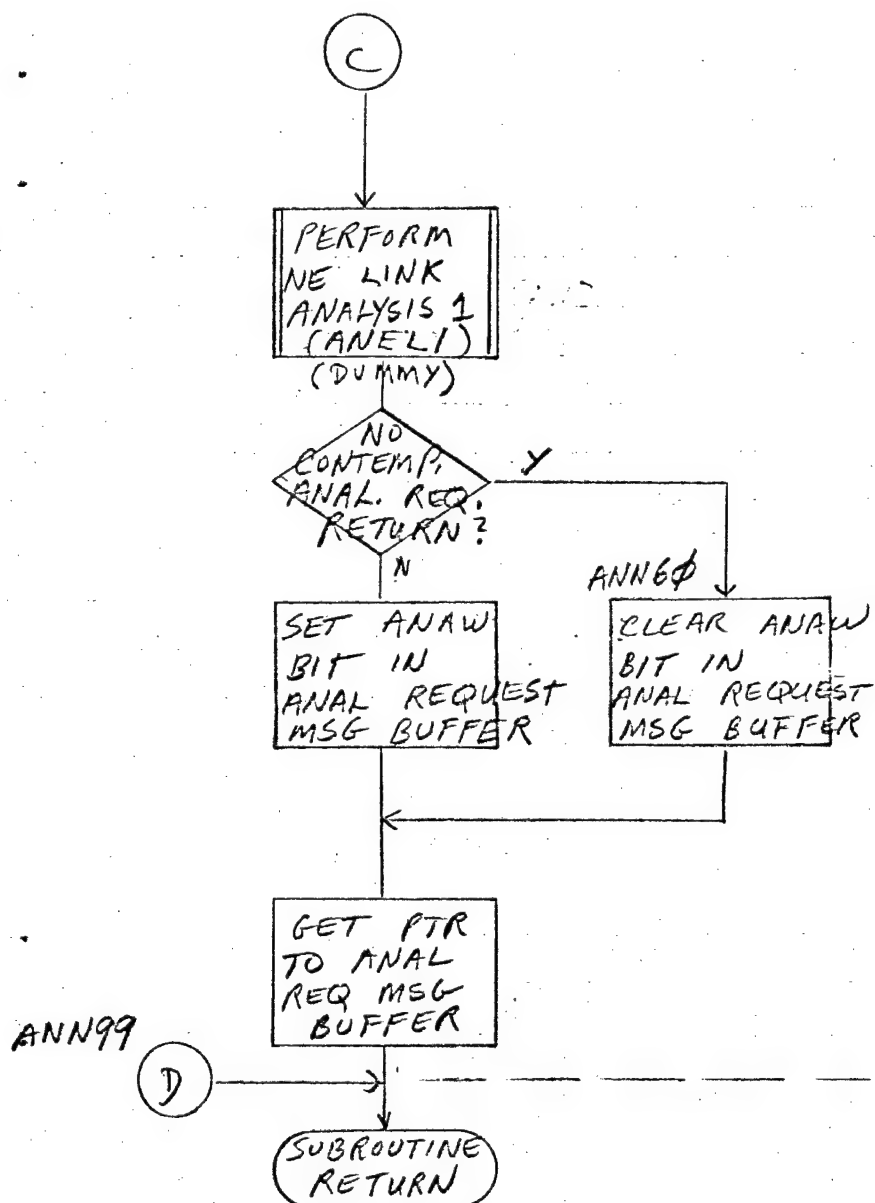 C
PERFORM
NE LINK
ANALYSIS 1
(ANEL1)
(DUMMY)
NO
CONTEMP.
ANAL. REQ.
RETURN?
Y
N
ANN6Ø
SET ANAW
BIT IN
ANAL REQUEST
MSG BUFFER
CLEAR ANAW
BIT IN
ANAL REQUEST
MSG BUFFER
GET PTR
TO ANAL
REQ MSG
BUFFER
ANN99
D
SUBROUTINE
RETURN